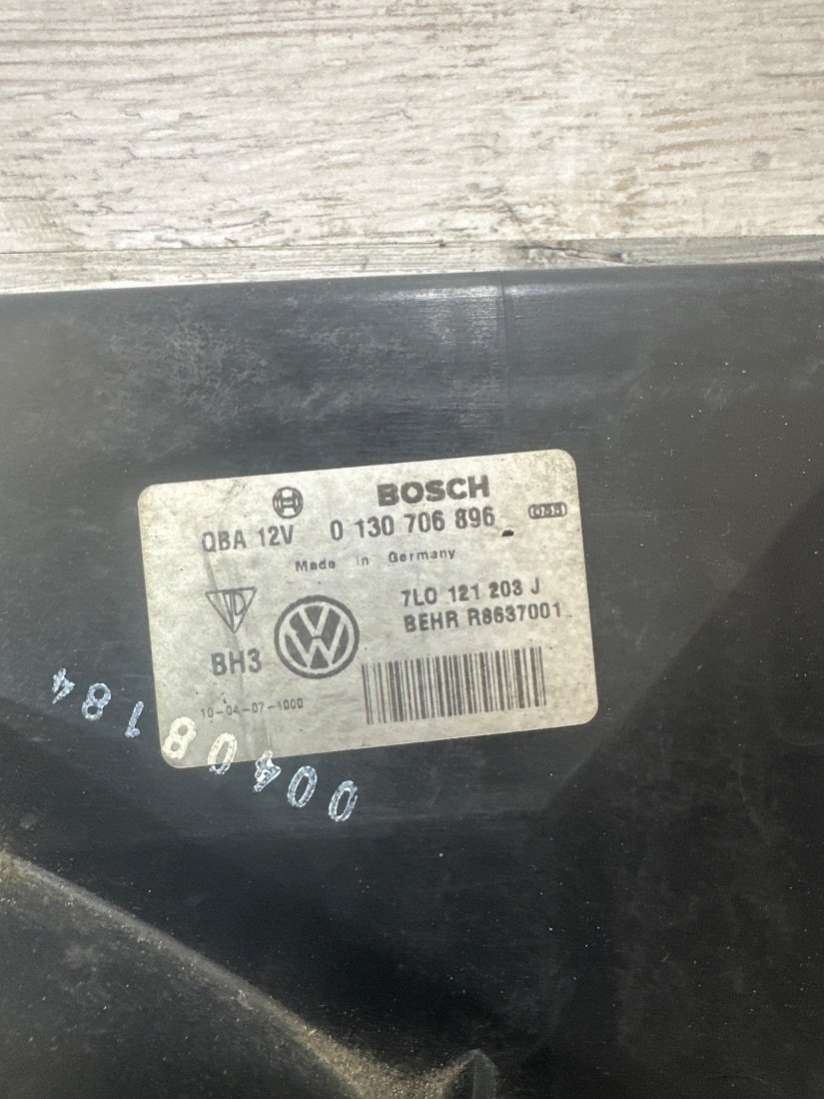 BOSCH
QBA 12V 0 130 706 896
Made in Germany
7L0 121 203 J
BEHR R8637001
BH3
10-04-07-1000
00408184